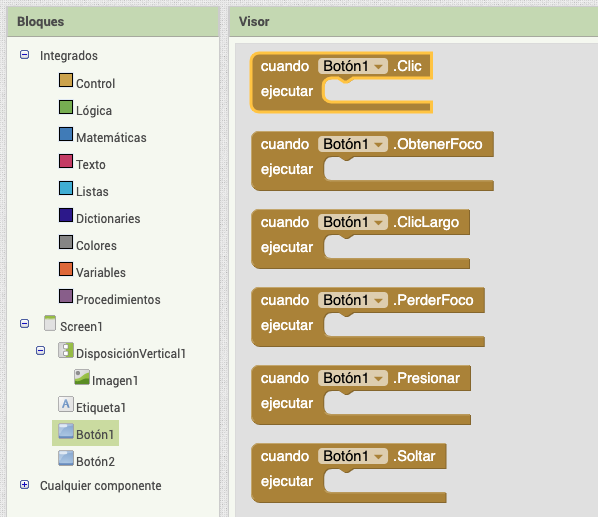 Bloques
Integrados
Control
Lógica
Matemáticas
Texto
Listas
Dictionaries
Colores
Variables
Procedimientos
Screen1
DisposiciónVertical1
Imagen1
A Etiqueta1
Botón1
Botón2
Cualquier componente
Visor
cuando Botón1 .Clic
ejecutar
cuando Botón1 .ObtenerFoco
ejecutar
cuando Botón1 .ClicLargo
ejecutar
cuando Botón1 .PerderFoco
ejecutar
cuando Botón1 .Presionar
ejecutar
cuando Botón1 .Soltar
ejecutar